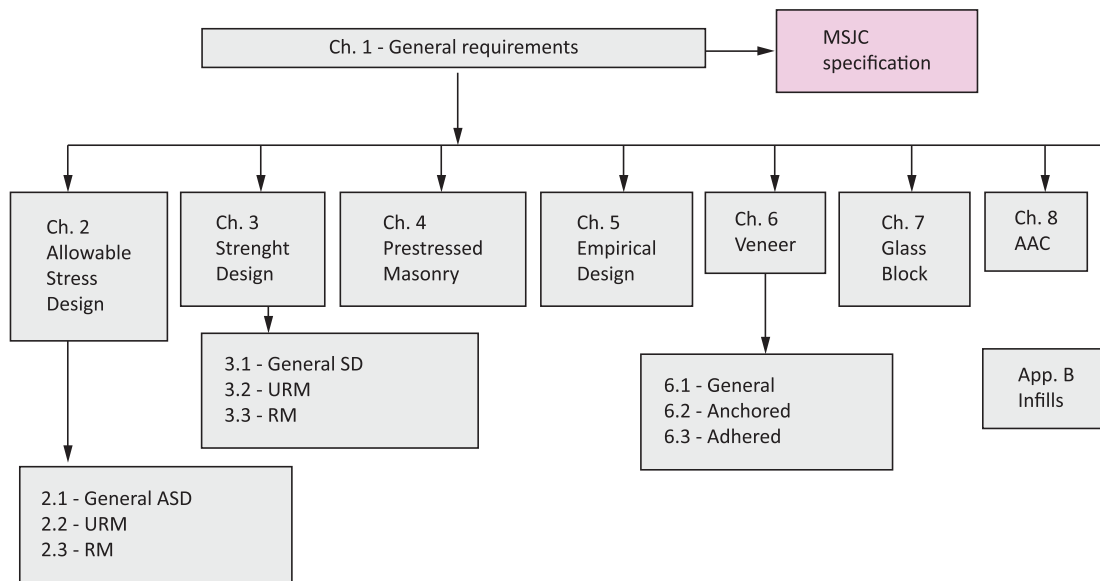 Ch. 1 - General requirements
MSJC
specification
Ch. 2
Allowable
Stress
Design
Ch. 3
Strenght
Design
Ch. 4
Prestressed
Masonry
Ch. 5
Empirical
Design
Ch. 6
Veneer
Ch. 7
Glass
Block
Ch. 8
AAC
3.1 - General SD
3.2 - URM
3.3 - RM
6.1 - General
6.2 - Anchored
6.3 - Adhered
App. B
Infills
2.1 - General ASD
2.2 - URM
2.3 - RM